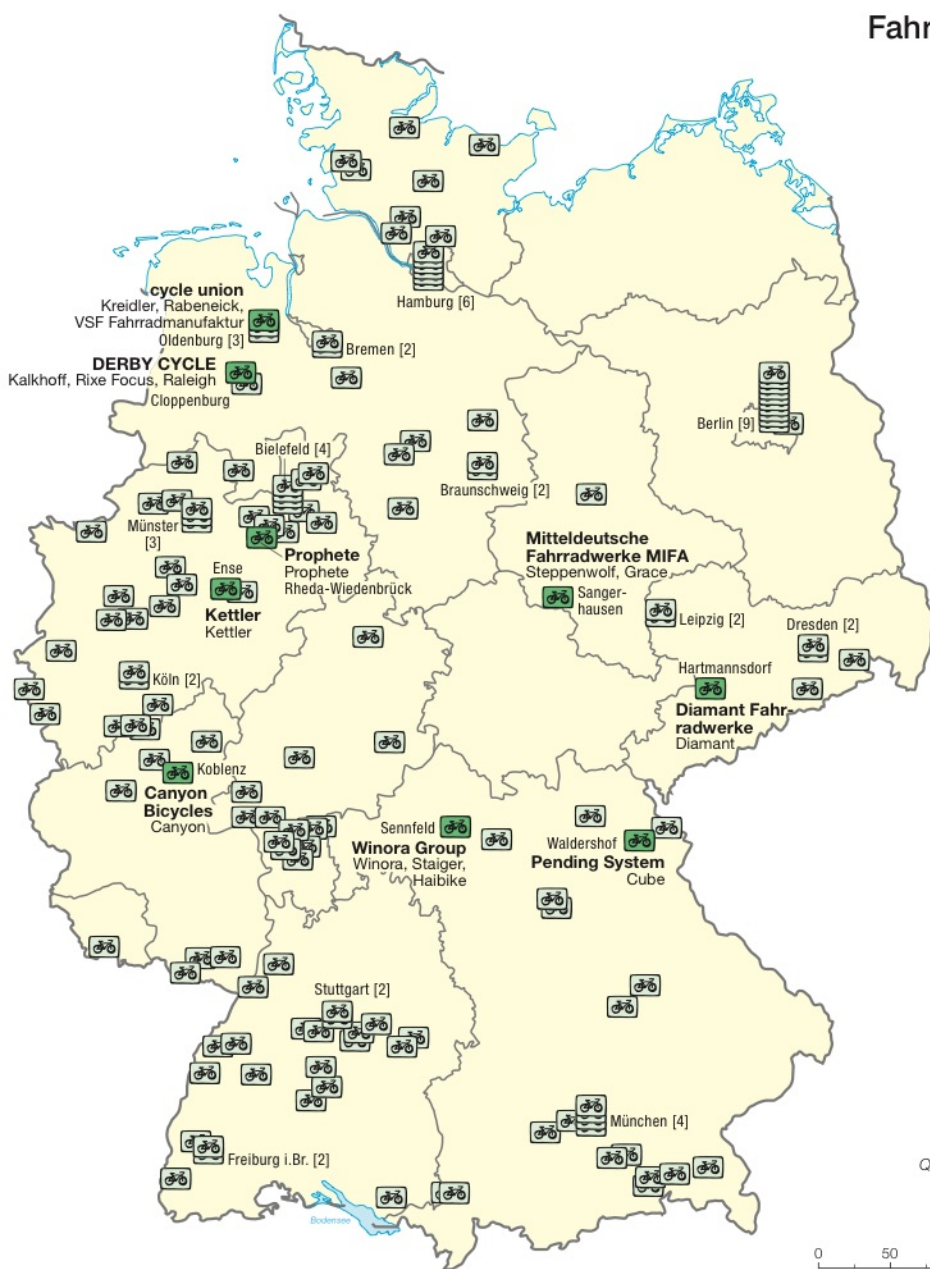 Fahr
Hamburg [6]
cycle union
Kreidler, Rabeneick,
VSF Fahrradmanufaktur
Oldenburg [3]
Bremen [2]
DERBY CYCLE
Kalkhoff, Rixe Focus, Raleigh
Cloppenburg
Berlin [9]
Bielefeld [4]
Braunschweig [2]
Münster
[3]
Prophete
Prophete
Rheda-Wiedenbrück
Ense
Kettler
Kettler
Mitteldeutsche
Fahrradwerke MIFA
Steppenwolf, Grace
Sanger-
hausen
Leipzig [2]
Dresden [2]
Hartmannsdorf
Diamant Fahr-
radwerke
Diamant
Köln [2]
Koblenz
Canyon
Bicycles
Canyon
Sennfeld
Winora Group
Winora, Staiger,
Haibike
Waldershof
Pending System
Cube
Stuttgart [2]
München [4]
Freiburg i.Br. [2]
Bodensee
Q
0 50